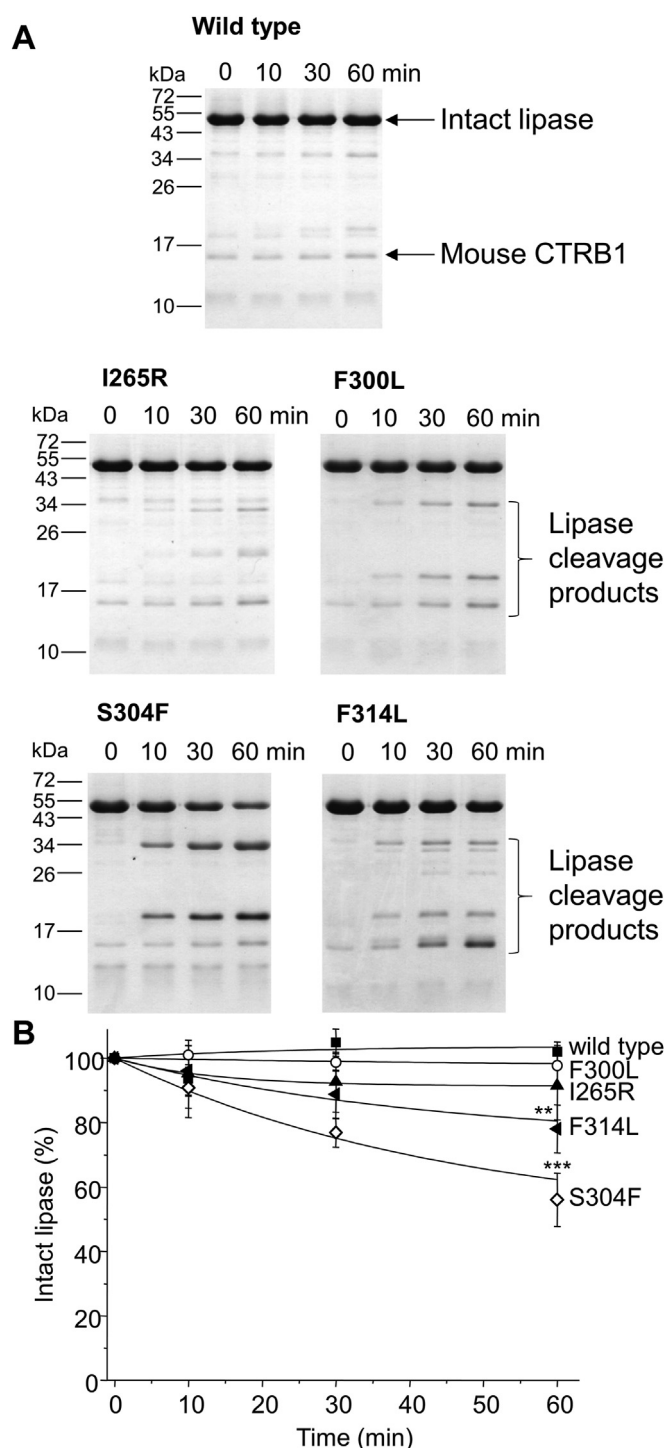 A
Wild type
kDa 0 10 30 60 min
72
55
43
34
26
17
10
Intact lipase
Mouse CTRB1
I265R
kDa 0 10 30 60 min
72
55
43
34
26
17
10
F300L
0 10 30 60 min
Lipase
cleavage
products
S304F
kDa 0 10 30 60 min
72
55
43
34
26
17
10
F314L
0 10 30 60 min
Lipase
cleavage
products
B
Intact lipase (%)
100
80
60
40
20
0
wild type
F300L
I265R
**
F314L
***
S304F
0 10 20 30 40 50 60
Time (min)